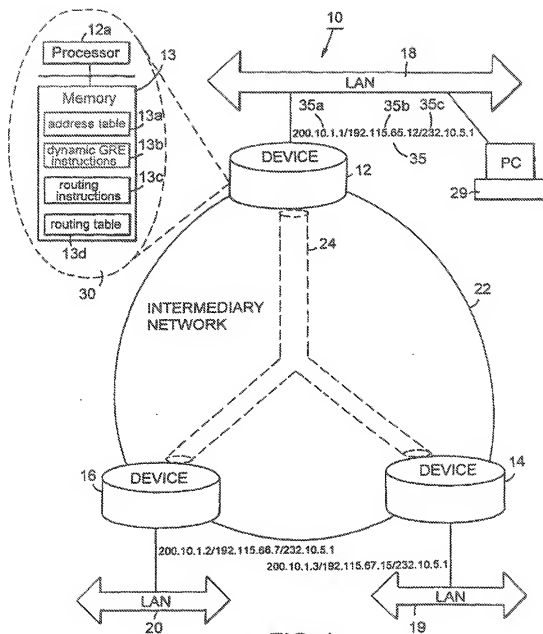 10
12a
Processor
13
18
LAN
Memory
35a 35b 35c
address table
13a
200.10.1.1/192.115.65.12/232.10.5.1
35
dynamic GRE instructions
13b
DEVICE
PC
routing instructions
13c
12
29
routing table
13d
24
30
22
INTERMEDIARY NETWORK
DEVICE
16
DEVICE
14
200.10.1.2/192.115.66.7/232.10.5.1
200.10.1.3/192.115.67.15/232.10.5.1
LAN
20
LAN
19